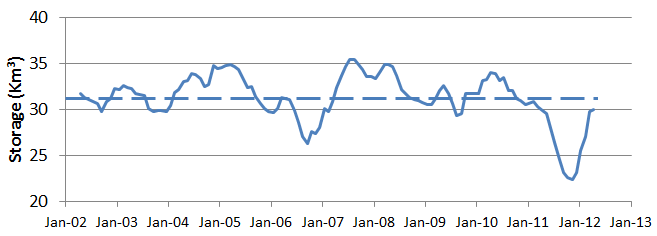 40
35
30
25
20
Storage (Km³)
Jan-02 Jan-03 Jan-04 Jan-05 Jan-06 Jan-07 Jan-08 Jan-09 Jan-10 Jan-11 Jan-12 Jan-13